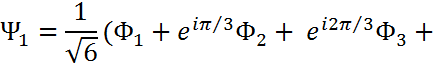 Ψ₁ = 1/√6 (Φ₁ + e^{iπ/3}Φ₂ + e^{i2π/3}Φ₃ +